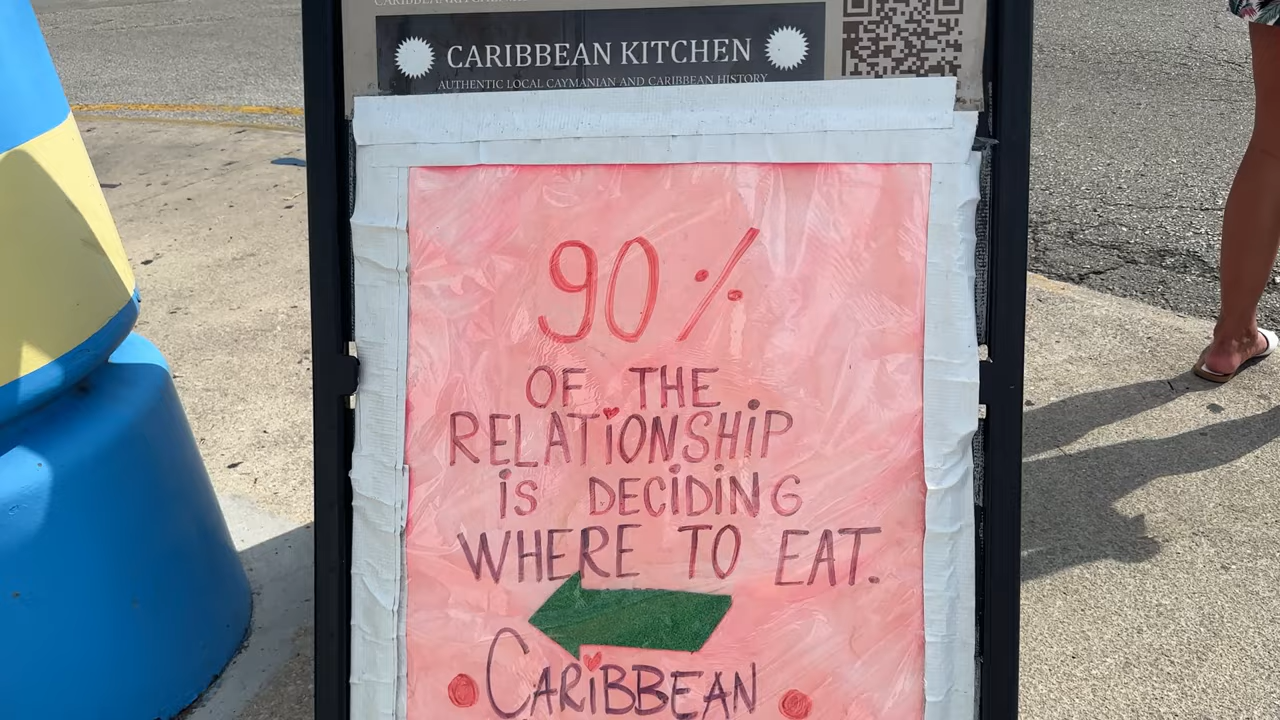 CARIBBEAN KITCHEN
AUTHENTIC LOCAL CAYMANIAN AND CARIBBEAN HISTORY
90%
OF THE
RELATiONSHiP
iS DECiDiNG
WHERE TO EAT.
CARiBBEAN